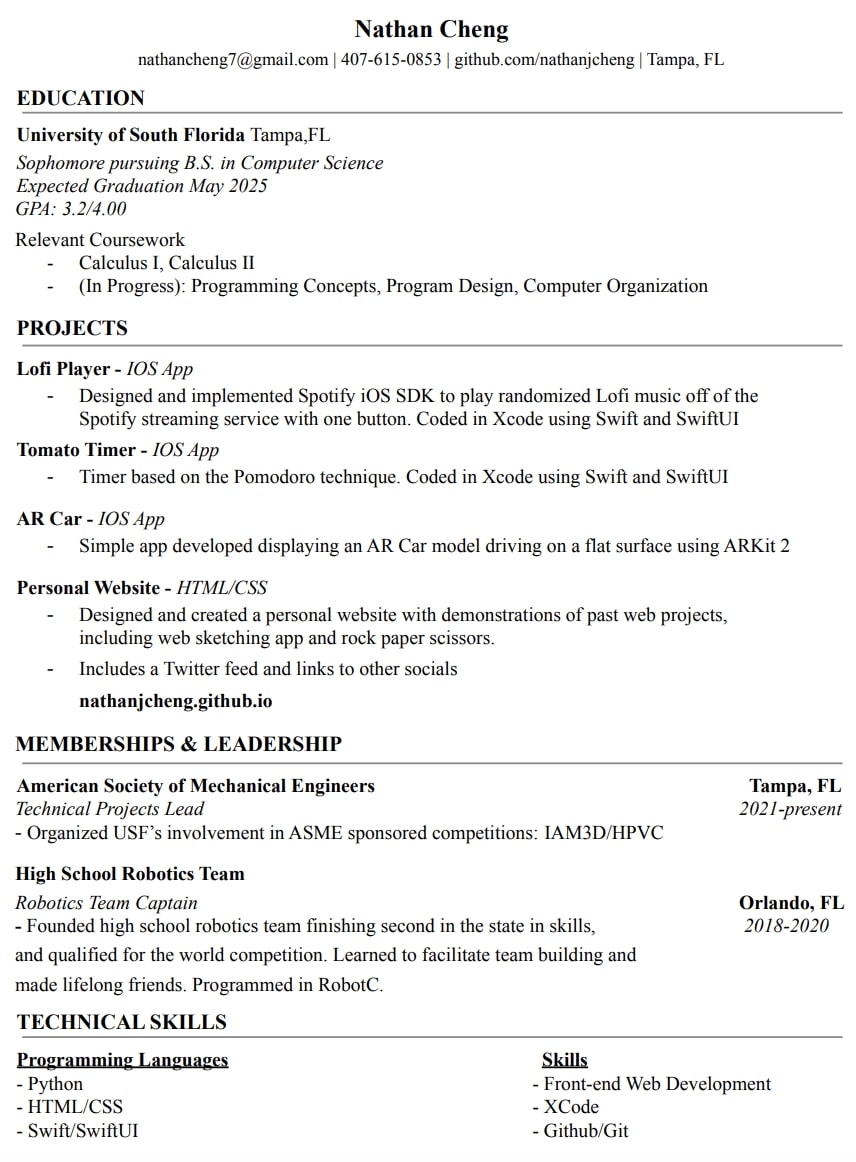 Nathan Cheng
nathancheng7@gmail.com | 407-615-0853 | github.com/nathanjcheng | Tampa, FL
EDUCATION
University of South Florida Tampa,FL
Sophomore pursuing B.S. in Computer Science
Expected Graduation May 2025
GPA: 3.2/4.00
Relevant Coursework
- Calculus I, Calculus II
- (In Progress): Programming Concepts, Program Design, Computer Organization
PROJECTS
Lofi Player - IOS App
- Designed and implemented Spotify iOS SDK to play randomized Lofi music off of the
Spotify streaming service with one button. Coded in Xcode using Swift and SwiftUI
Tomato Timer - IOS App
- Timer based on the Pomodoro technique. Coded in Xcode using Swift and SwiftUI
AR Car - IOS App
- Simple app developed displaying an AR Car model driving on a flat surface using ARKit 2
Personal Website - HTML/CSS
- Designed and created a personal website with demonstrations of past web projects,
including web sketching app and rock paper scissors.
- Includes a Twitter feed and links to other socials
nathanjcheng.github.io
MEMBERSHIPS & LEADERSHIP
American Society of Mechanical Engineers Tampa, FL
Technical Projects Lead 2021-present
- Organized USF's involvement in ASME sponsored competitions: IAM3D/HPVC
High School Robotics Team
Robotics Team Captain Orlando, FL
- Founded high school robotics team finishing second in the state in skills, 2018-2020
and qualified for the world competition. Learned to facilitate team building and
made lifelong friends. Programmed in RobotC.
TECHNICAL SKILLS
Programming Languages Skills
- Python - Front-end Web Development
- HTML/CSS - XCode
- Swift/SwiftUI - Github/Git